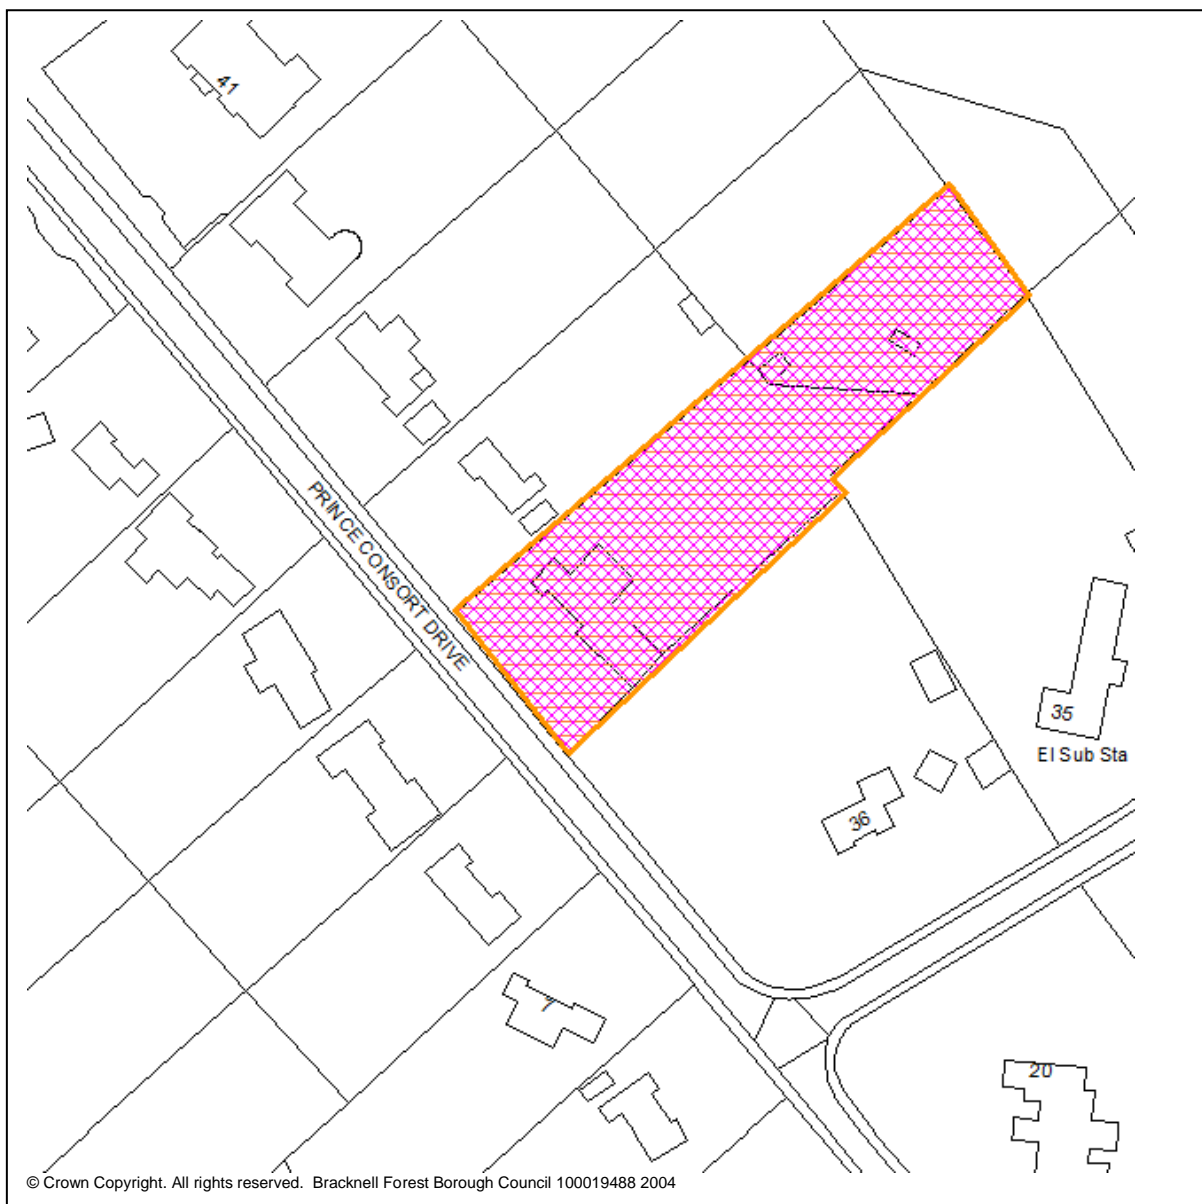 41
PRINCE CONSORT DRIVE
35
El Sub Sta
36
7
20
© Crown Copyright. All rights reserved. Bracknell Forest Borough Council 100019488 2004